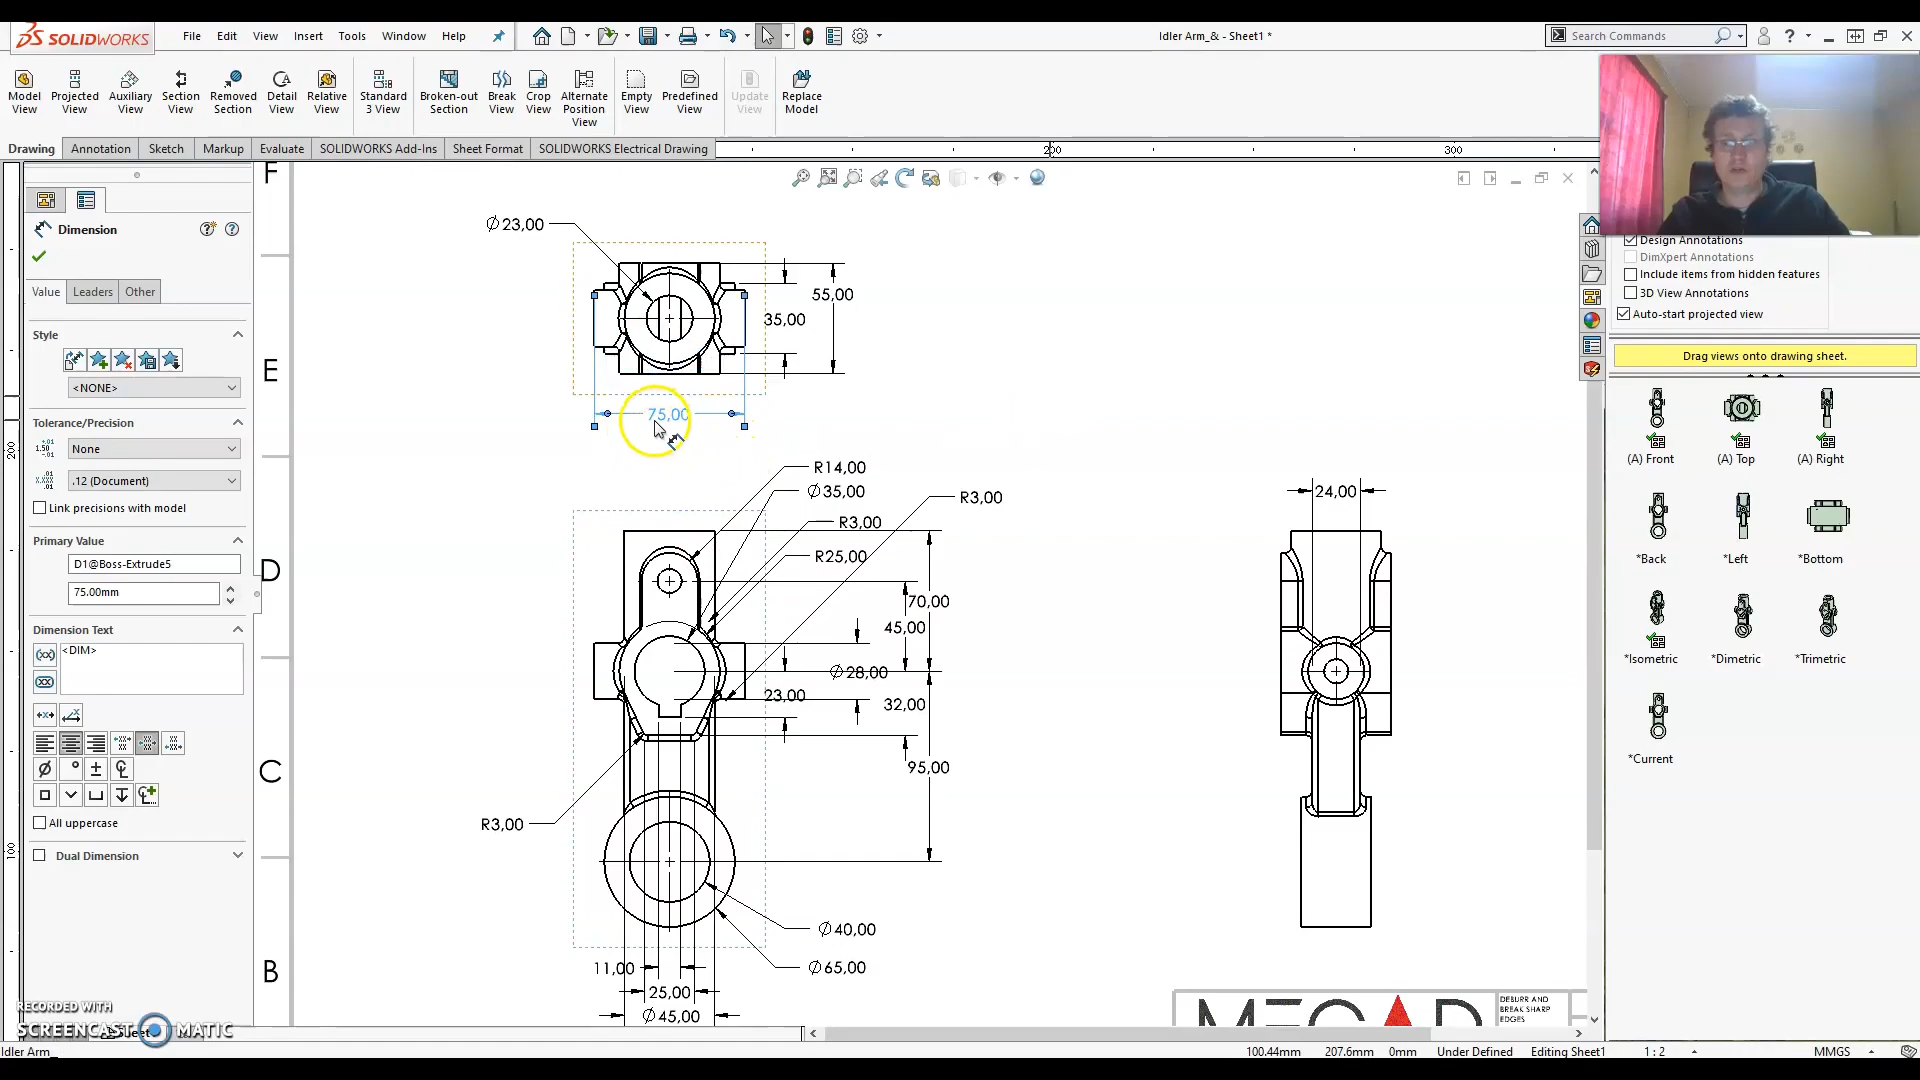 SOLIDWORKS
File Edit View Insert Tools Window Help
Idler Arm_& - Sheet1 *
Search Commands
Model View
Projected View
Auxiliary View
Section View
Removed Section
Detail View
Relative View
Standard 3 View
Broken-out Section
Break View
Crop View
Alternate Position View
Empty View
Predefined View
Update View
Replace Model
Drawing Annotation Sketch Markup Evaluate SOLIDWORKS Add-Ins Sheet Format SOLIDWORKS Electrical Drawing
200
300
Dimension
Value Leaders Other
Style
<NONE>
Tolerance/Precision
None
.12 (Document)
Link precisions with model
Primary Value
D1@Boss-Extrude5
75.00mm
Dimension Text
<DIM>
All uppercase
Dual Dimension
200
100
F
E
D
C
B
Ø23,00
55,00
35,00
75,00
R14,00
Ø35,00
R3,00
R3,00
R25,00
70,00
45,00
Ø28,00
23,00
32,00
95,00
R3,00
Ø40,00
11,00
Ø65,00
25,00
Ø45,00
24,00
MECAD
DEBURR AND
BREAK SHARP
EDGES
Design Annotations
DimXpert Annotations
Include items from hidden features
3D View Annotations
Auto-start projected view
Drag views onto drawing sheet.
(A) Front (A) Top (A) Right
*Back *Left *Bottom
*Isometric *Dimetric *Trimetric
*Current
RECORDED WITH
SCREENCAST MATIC
Idler Arm_
100.44mm 207.6mm 0mm Under Defined Editing Sheet1 1 : 2 MMGS